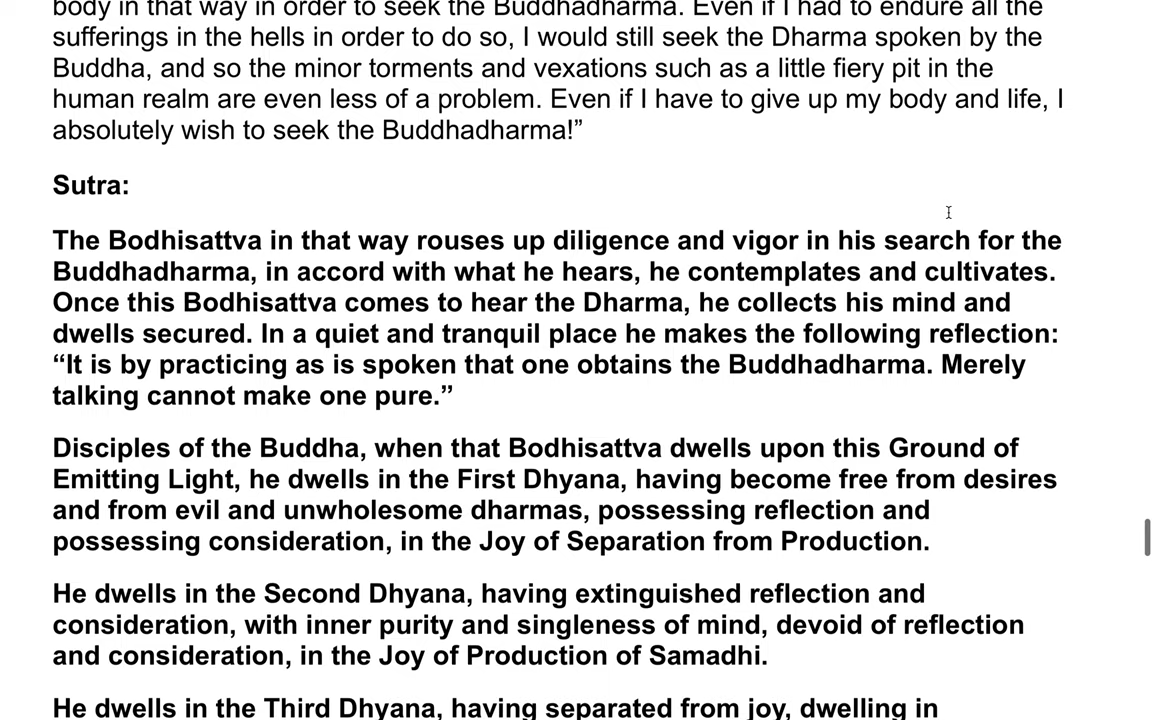 body in that way in order to seek the Buddhadharma. Even if I had to endure all the
sufferings in the hells in order to do so, I would still seek the Dharma spoken by the
Buddha, and so the minor torments and vexations such as a little fiery pit in the
human realm are even less of a problem. Even if I have to give up my body and life, I
absolutely wish to seek the Buddhadharma!”
Sutra:
The Bodhisattva in that way rouses up diligence and vigor in his search for the
Buddhadharma, in accord with what he hears, he contemplates and cultivates.
Once this Bodhisattva comes to hear the Dharma, he collects his mind and
dwells secured. In a quiet and tranquil place he makes the following reflection:
“It is by practicing as is spoken that one obtains the Buddhadharma. Merely
talking cannot make one pure.”
Disciples of the Buddha, when that Bodhisattva dwells upon this Ground of
Emitting Light, he dwells in the First Dhyana, having become free from desires
and from evil and unwholesome dharmas, possessing reflection and
possessing consideration, in the Joy of Separation from Production.
He dwells in the Second Dhyana, having extinguished reflection and
consideration, with inner purity and singleness of mind, devoid of reflection
and consideration, in the Joy of Production of Samadhi.
He dwells in the Third Dhyana, having separated from joy, dwelling in